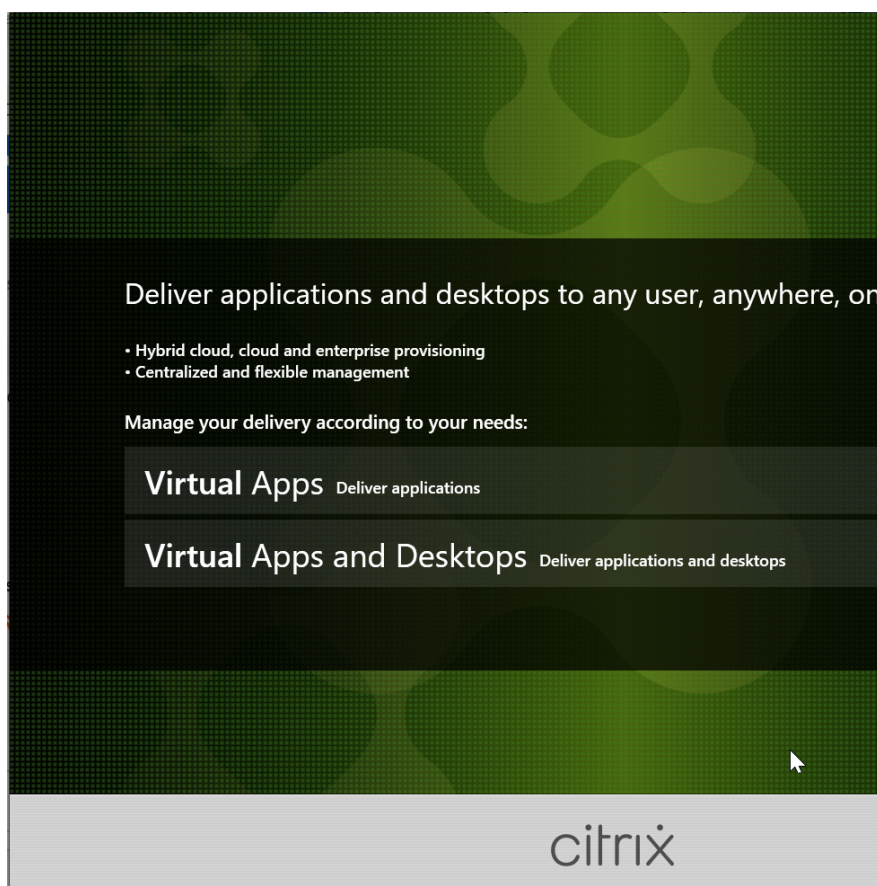 Deliver applications and desktops to any user, anywhere, on
• Hybrid cloud, cloud and enterprise provisioning
• Centralized and flexible management
Manage your delivery according to your needs:
Virtual Apps Deliver applications
Virtual Apps and Desktops Deliver applications and desktops
citrix